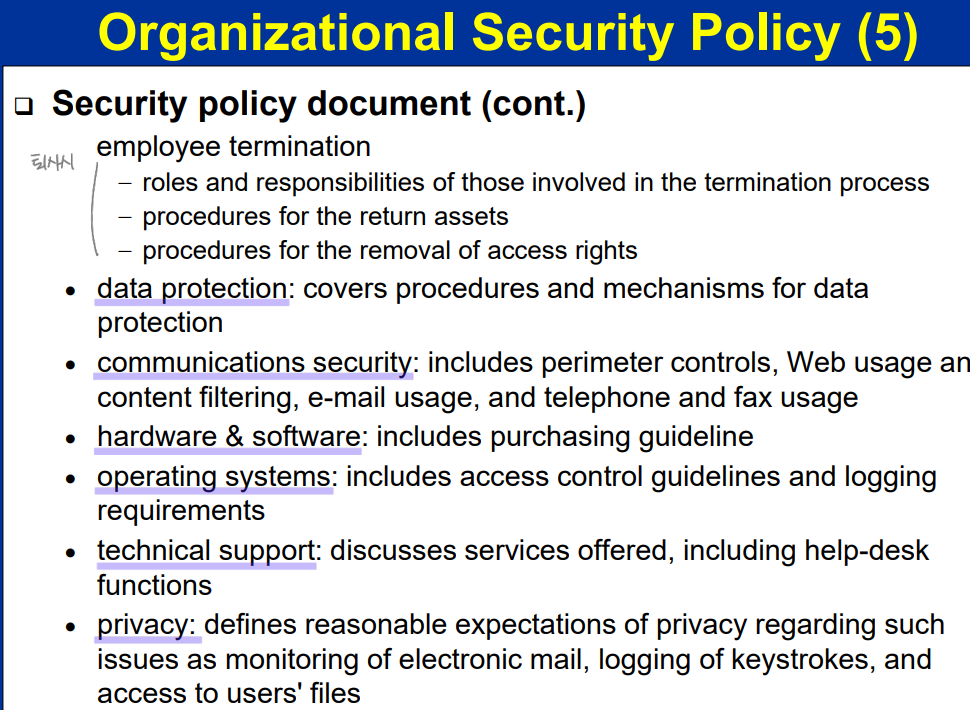 Organizational Security Policy (5)
❑ Security policy document (cont.)
employee termination
퇴사시
– roles and responsibilities of those involved in the termination process
– procedures for the return assets
– procedures for the removal of access rights
• data protection: covers procedures and mechanisms for data
protection
• communications security: includes perimeter controls, Web usage an
content filtering, e-mail usage, and telephone and fax usage
• hardware & software: includes purchasing guideline
• operating systems: includes access control guidelines and logging
requirements
• technical support: discusses services offered, including help-desk
functions
• privacy: defines reasonable expectations of privacy regarding such
issues as monitoring of electronic mail, logging of keystrokes, and
access to users' files